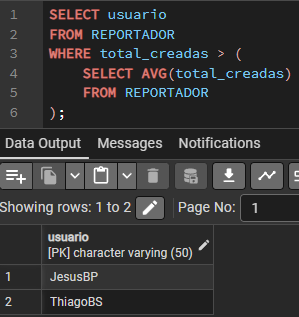 1 SELECT usuario
2 FROM REPORTADOR
3 WHERE total_creadas > (
4 SELECT AVG(total_creadas)
5 FROM REPORTADOR
6 );
Data Output Messages Notifications
Showing rows: 1 to 2 Page No: 1
usuario
[PK] character varying (50)
1 JesusBP
2 ThiagoBS